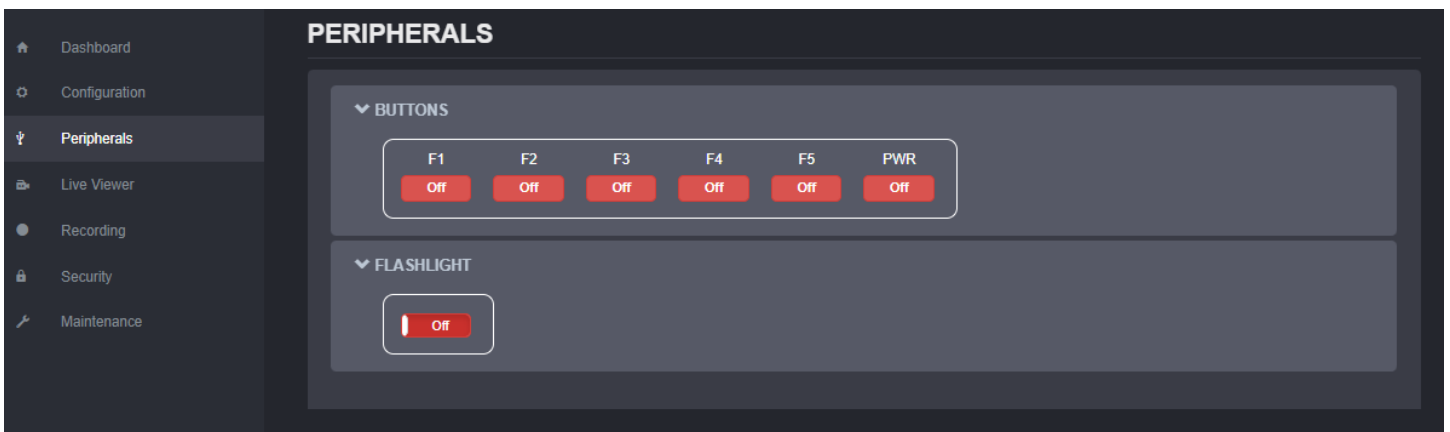 Dashboard
Configuration
Peripherals
Live Viewer
Recording
Security
Maintenance
PERIPHERALS
BUTTONS
F1 F2 F3 F4 F5 PWR
Off Off Off Off Off Off
FLASHLIGHT
Off